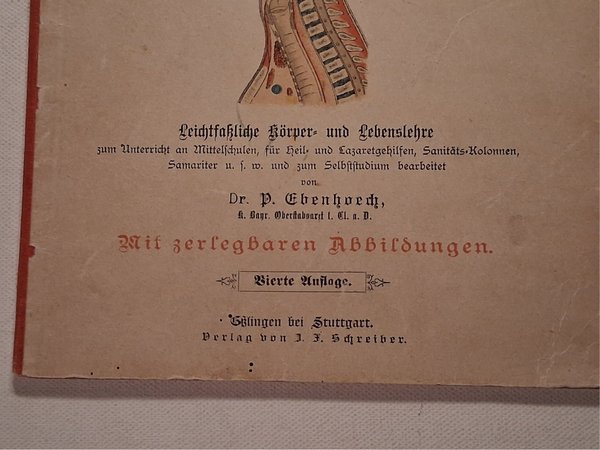 Leichtfaßliche Körper- und Lebenslehre
zum Unterricht an Mittelschulen, für Heil- und Lazaretgehilfen, Sanitäts-Kolonnen,
Samariter u. s. w. und zum Selbststudium bearbeitet
von
Dr. P. Ebenhoech,
K. Bayr. Oberstabsarzt I. Cl. a. D.
Mit zerlegbaren Abbildungen.
Vierte Auflage.
Eßlingen bei Stuttgart.
Verlag von J. F. Schreiber.